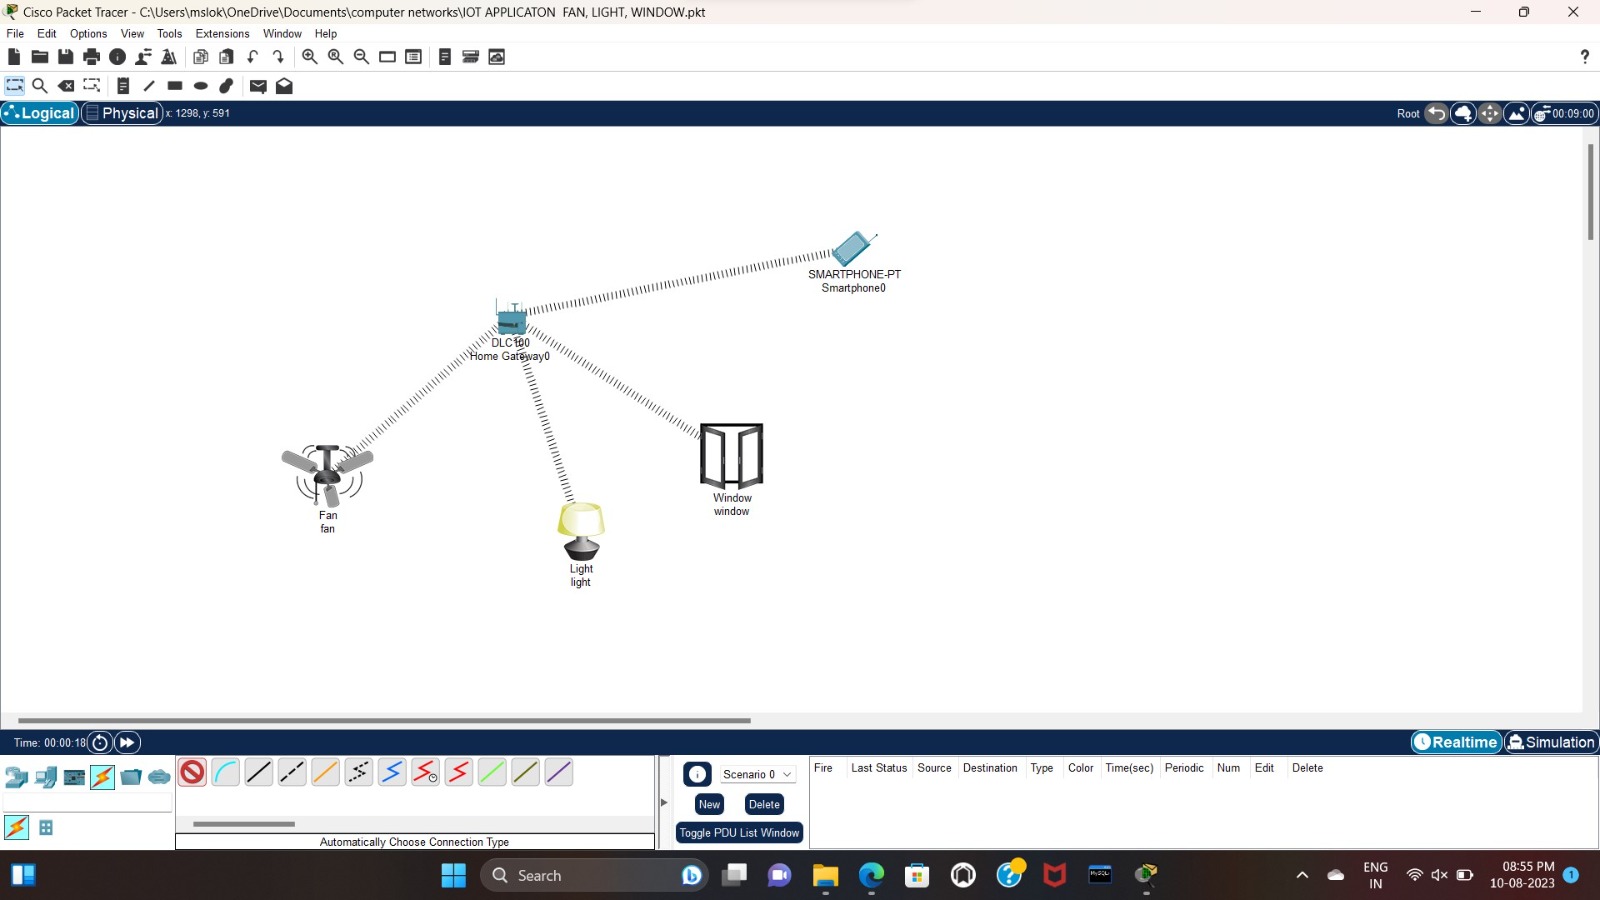 Cisco Packet Tracer - C:\Users\mslok\OneDrive\Documents\computer networks\IOT APPLICATON  FAN, LIGHT, WINDOW.pkt
File Edit Options View Tools Extensions Window Help
?
Logical Physical x: 1298, y: 591 Root 00:09:00
SMARTPHONE-PT
Smartphone0
DLC100
Home Gateway0
Fan
fan
Light
light
Window
window
Time: 00:00:18 Realtime Simulation
Scenario 0
Fire Last Status Source Destination Type Color Time(sec) Periodic Num Edit Delete
New Delete
Toggle PDU List Window
Automatically Choose Connection Type
Search
ENG
IN
08:55 PM
10-08-2023
1